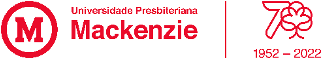 M
Universidade Presbiteriana
Mackenzie
70
1952 – 2022